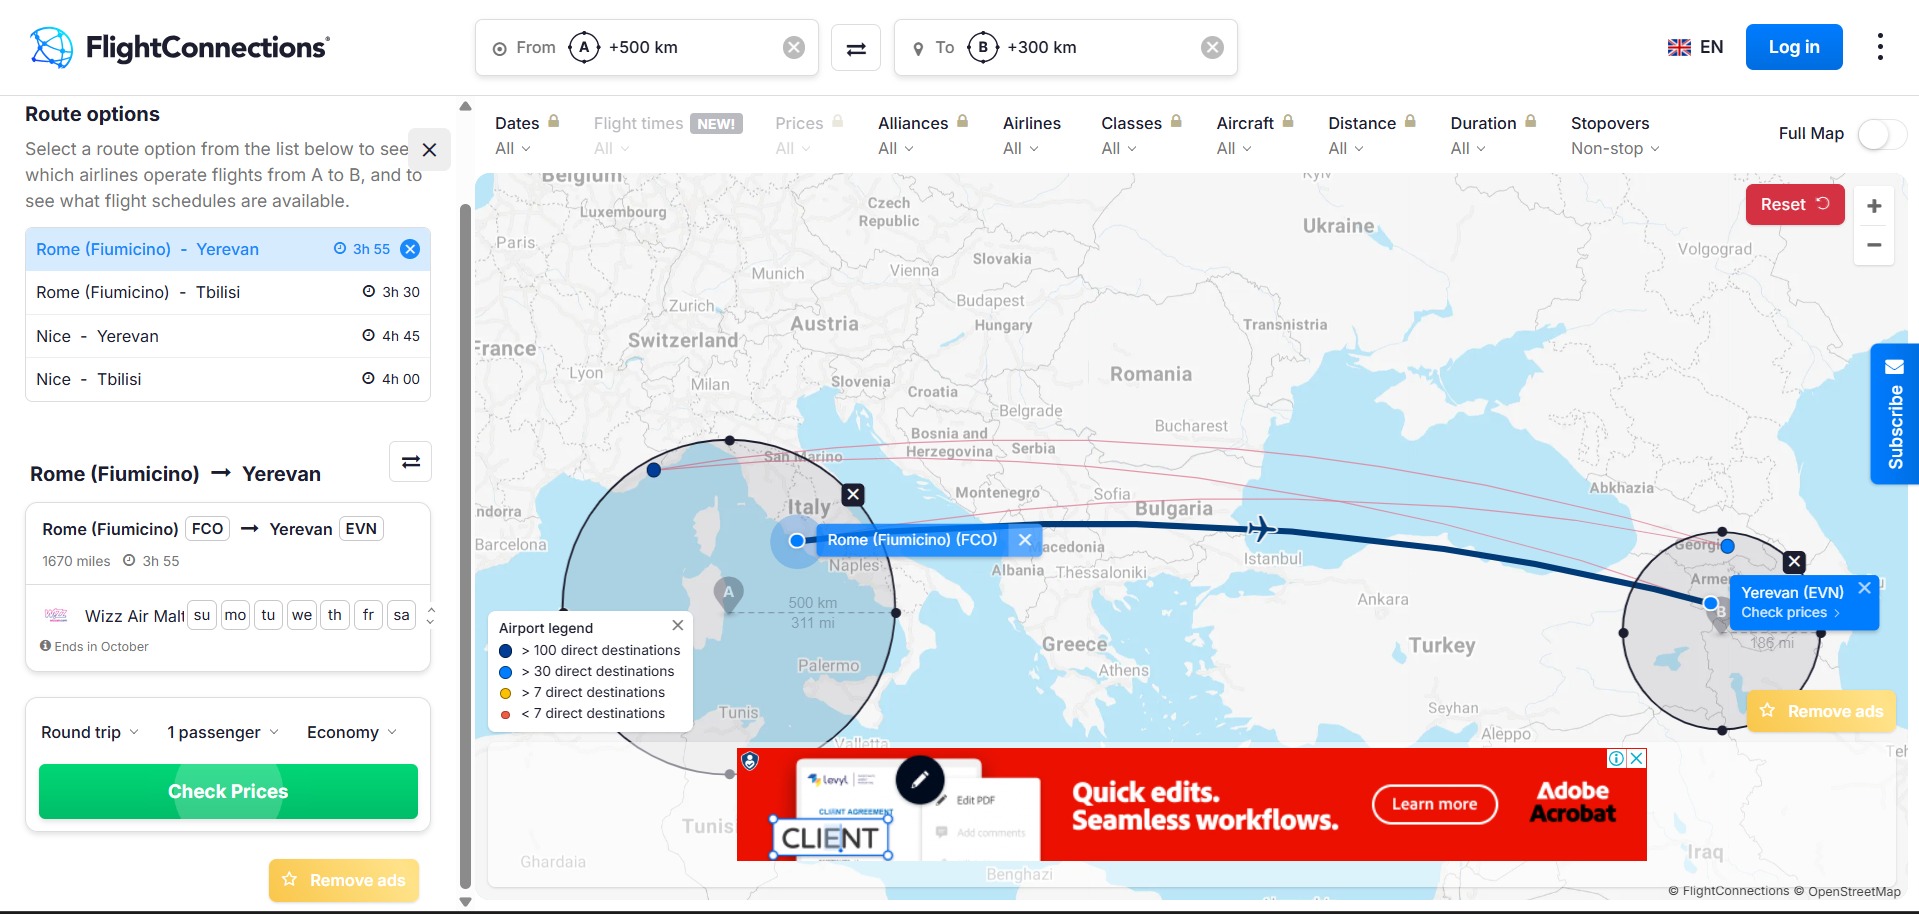 FlightConnections
From A +500 km
To B +300 km
EN
Log in
Route options
Select a route option from the list below to see
which airlines operate flights from A to B, and to
see what flight schedules are available.
Rome (Fiumicino) - Yerevan 3h 55
Rome (Fiumicino) - Tbilisi 3h 30
Nice - Yerevan 4h 45
Nice - Tbilisi 4h 00
Rome (Fiumicino) → Yerevan
Rome (Fiumicino) FCO → Yerevan EVN
1670 miles 3h 55
Wizz Air Malt su mo tu we th fr sa
Ends in October
Round trip 1 passenger Economy
Check Prices
Remove ads
Dates Flight times NEW! Prices Alliances Airlines Classes Aircraft Distance Duration Stopovers
All All All All All All All All All Non-stop
Full Map
Reset
+
−
Subscribe
Belgium
Luxembourg
Czech
Republic
Kyiv
Ukraine
Paris
Slovakia
Volgograd
Munich
Vienna
Budapest
Zurich
Austria
Hungary
Transnistria
Switzerland
France
Lyon
Milan
Slovenia
Croatia
Romania
Belgrade
Bucharest
Bosnia and
Herzegovina
Serbia
San Marino
Abkhazia
Montenegro
Sofia
Italy
Bulgaria
ndorra
Barcelona
Rome (Fiumicino) (FCO)
Macedonia
Georgia
Istanbul
Naples
Albania
Thessaloniki
Armen
A
500 km
311 mi
Ankara
Yerevan (EVN)
Check prices
B
186 mi
Greece
Turkey
Palermo
Athens
Seyhan
Aleppo
Tunis
Valletta
Airport legend
> 100 direct destinations
> 30 direct destinations
> 7 direct destinations
< 7 direct destinations
Remove ads
Teh
levyl
CLIENT AGREEMENT
CLIENT
Edit PDF
Add comments
Quick edits.
Seamless workflows.
Learn more
Adobe
Acrobat
Tunis
Ghardaia
Benghazi
Iraq
© FlightConnections © OpenStreetMap